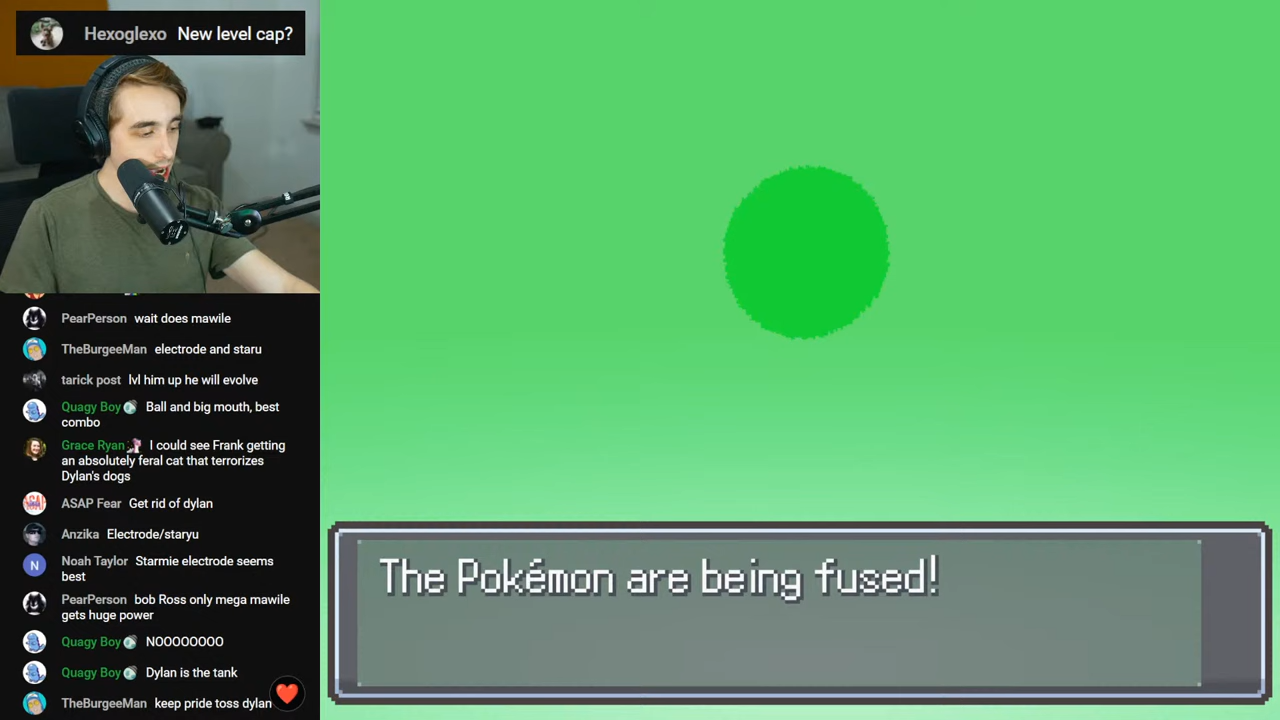 Hexoglexo New level cap?
PearPerson wait does mawile
TheBurgeeMan electrode and staru
tarick post lvl him up he will evolve
Quagy Boy Ball and big mouth, best
combo
Grace Ryan I could see Frank getting
an absolutely feral cat that terrorizes
Dylan's dogs
ASAP Fear Get rid of dylan
Anzika Electrode/staryu
N Noah Taylor Starmie electrode seems
best
PearPerson bob Ross only mega mawile
gets huge power
Quagy Boy NOOOOOOOO
Quagy Boy Dylan is the tank
TheBurgeeMan keep pride toss dylan
The Pokémon are being fused!